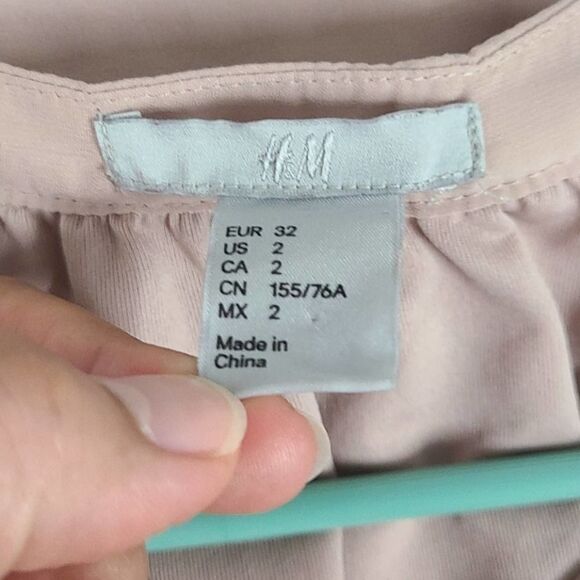 H&M
EUR 32
US 2
CA 2
CN 155/76A
MX 2
Made in
China